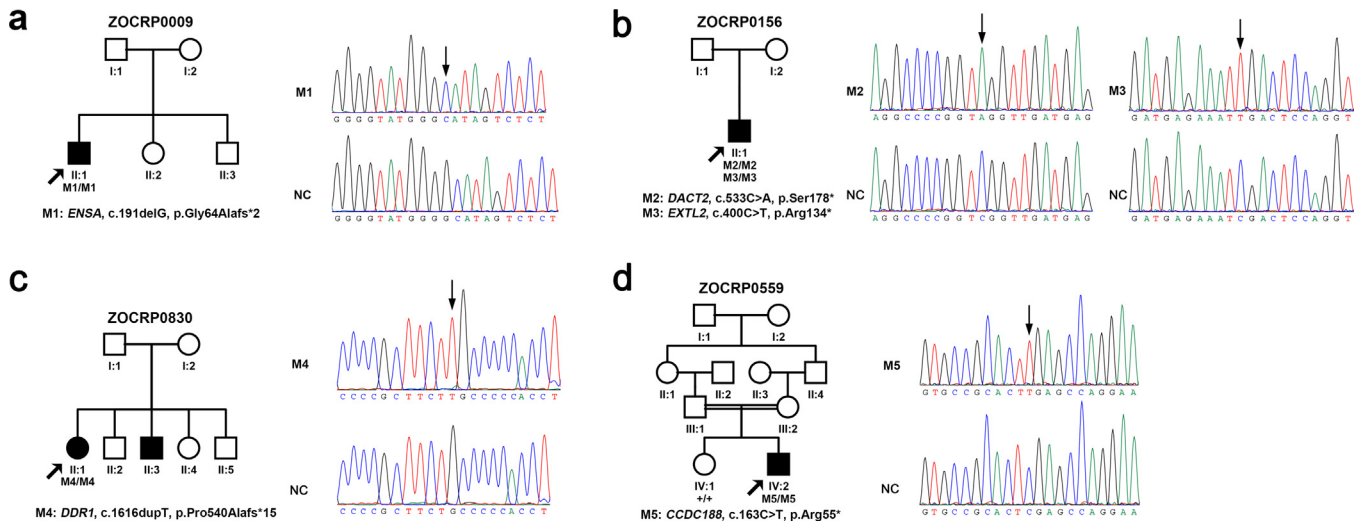 a
ZOCRP0009
I:1
I:2
II:1
II:2
II:3
M1/M1
M1: ENSA, c.191delG, p.Gly64Alafs*2
M1
G G G G T A T G G G C A T A G T C T C T
NC
G G G G T A T G G G G C A T A G T C T C T
b
ZOCRP0156
I:1
I:2
II:1
M2/M2
M3/M3
M2: DACT2, c.533C>A, p.Ser178*
M3: EXTL2, c.400C>T, p.Arg134*
M2
A G G C C C C G G T A G G T T G A T G A G
NC
A G G C C C C G G T C G G T T G A T G A G
M3
G A T G A G A A A T T G A C T C C A G G T
NC
G A T G A G A A A T C G A C T C C A G G T
c
ZOCRP0830
I:1
I:2
II:1
II:2
II:3
II:4
II:5
M4/M4
M4: DDR1, c.1616dupT, p.Pro540Alafs*15
M4
C C C C G C T T C T T G C C C C C A C C T
NC
C C C C G C T T C T G C C C C C A C C T
d
ZOCRP0559
I:1
I:2
II:1
II:2
II:3
II:4
III:1
III:2
IV:1
IV:2
+/+
M5/M5
M5: CCDC188, c.163C>T, p.Arg55*
M5
G T G C C G C A C T T G A G C C A G G A A
NC
G T G C C G C A C T C G A G C C A G G A A